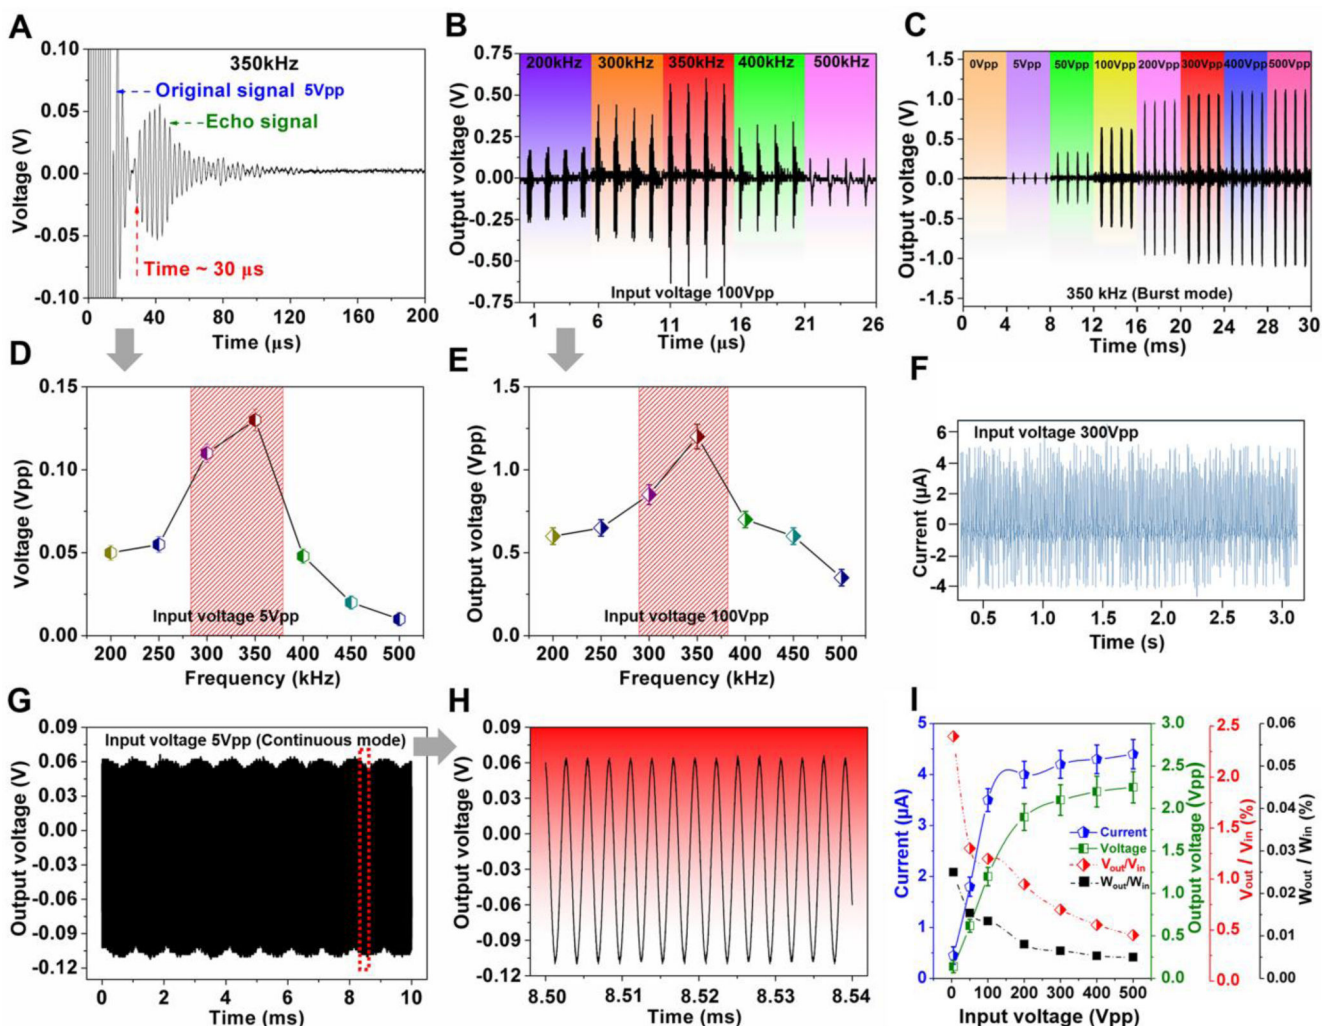 A
0.10
0.05
0.00
-0.05
-0.10
Voltage (V)
350kHz
Original signal 5Vpp
Echo signal
Time ~ 30 μs
0 40 80 120 160 200
Time (μs)
B
0.75
0.50
0.25
0.00
-0.25
-0.50
-0.75
Output voltage (V)
200kHz 300kHz 350kHz 400kHz 500kHz
Input voltage 100Vpp
1 6 11 16 21 26
Time (μs)
C
1.5
1.0
0.5
0.0
-0.5
-1.0
-1.5
Output voltage (V)
0Vpp 5Vpp 50Vpp 100Vpp 200Vpp 300Vpp 400Vpp 500Vpp
350 kHz (Burst mode)
0 4 8 12 16 20 24 28 30
Time (ms)
D
0.15
0.10
0.05
0.00
Voltage (Vpp)
Input voltage 5Vpp
200 250 300 350 400 450 500
Frequency (kHz)
E
1.5
1.0
0.5
0.0
Output voltage (Vpp)
Input voltage 100Vpp
200 250 300 350 400 450 500
Frequency (kHz)
F
6
4
2
0
-2
-4
Current (μA)
Input voltage 300Vpp
0.5 1.0 1.5 2.0 2.5 3.0
Time (s)
G
0.09
0.06
0.03
0.00
-0.03
-0.06
-0.09
-0.12
Output voltage (V)
Input voltage 5Vpp (Continuous mode)
0 2 4 6 8 10
Time (ms)
H
0.09
0.06
0.03
0.00
-0.03
-0.06
-0.09
-0.12
Output voltage (V)
8.50 8.51 8.52 8.53 8.54
Time (ms)
I
5
4
3
2
1
0
Current (μA)
Current
Voltage
Vout/Vin
Wout/Win
3.0
2.5
2.0
1.5
1.0
0.5
0.0
Output voltage (Vpp)
2.5
2.0
1.5
1.0
0.5
0.0
Vout / Vin (%)
0.06
0.05
0.04
0.03
0.02
0.01
0.00
Wout / Win (%)
0 100 200 300 400 500
Input voltage (Vpp)